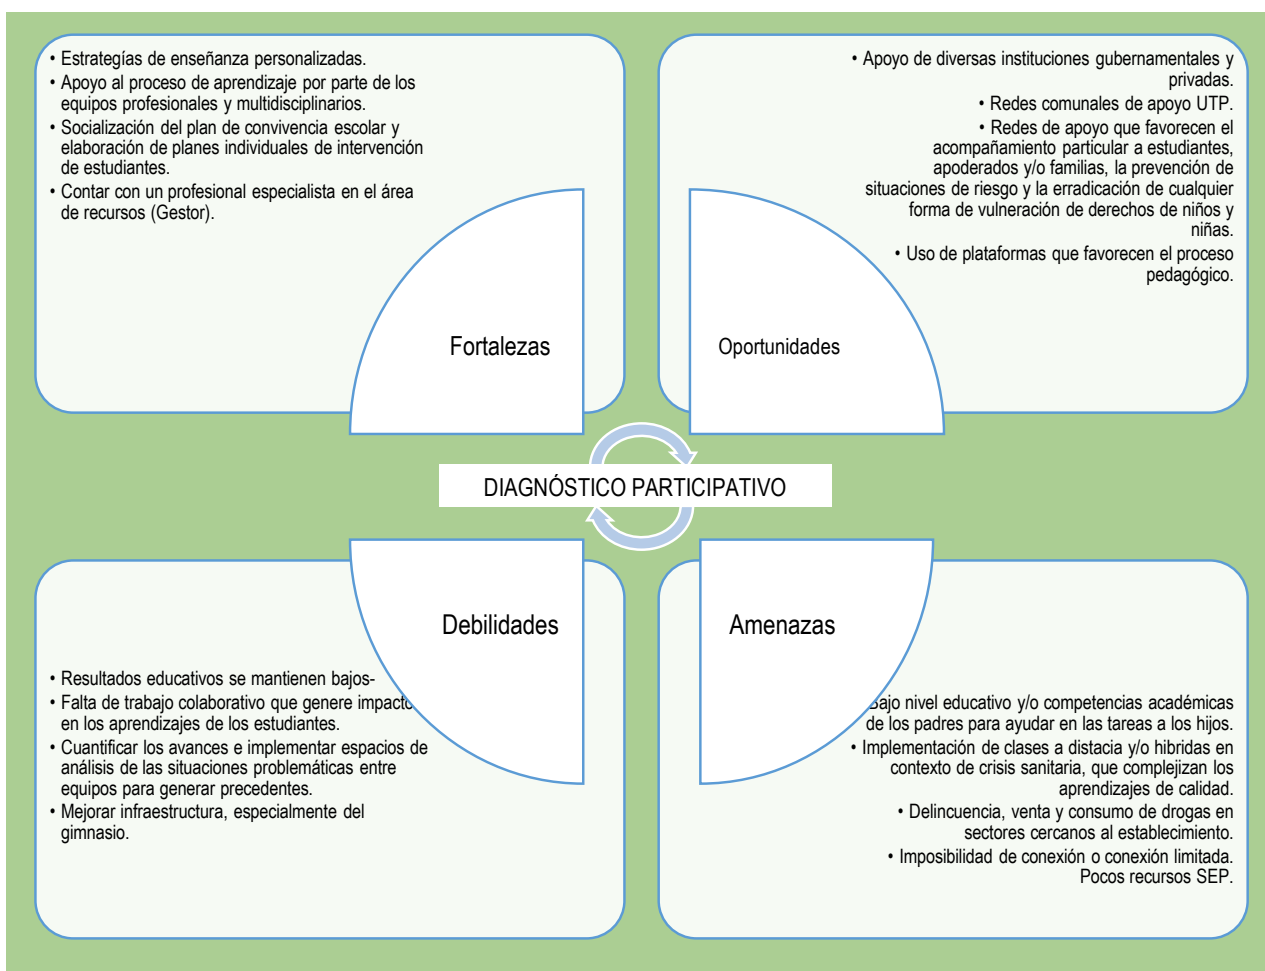 • Estrategías de enseñanza personalizadas.
• Apoyo al proceso de aprendizaje por parte de los
equipos profesionales y multidisciplinarios.
• Socialización del plan de convivencia escolar y
elaboración de planes individuales de intervención
de estudiantes.
• Contar con un profesional especialista en el área
de recursos (Gestor).
Fortalezas
• Apoyo de diversas instituciones gubernamentales y
privadas.
• Redes comunales de apoyo UTP.
• Redes de apoyo que favorecen el
acompañamiento particular a estudiantes,
apoderados y/o familias, la prevención de
situaciones de riesgo y la erradicación de cualquier
forma de vulneración de derechos de niños y
niñas.
• Uso de plataformas que favorecen el proceso
pedagógico.
Oportunidades
DIAGNÓSTICO PARTICIPATIVO
Debilidades
• Resultados educativos se mantienen bajos-
• Falta de trabajo colaborativo que genere impacto
en los aprendizajes de los estudiantes.
• Cuantificar los avances e implementar espacios de
análisis de las situaciones problemáticas entre
equipos para generar precedentes.
• Mejorar infraestructura, especialmente del
gimnasio.
Amenazas
Bajo nivel educativo y/o competencias académicas
de los padres para ayudar en las tareas a los hijos.
• Implementación de clases a distacia y/o hibridas en
contexto de crisis sanitaria, que complejizan los
aprendizajes de calidad.
• Delincuencia, venta y consumo de drogas en
sectores cercanos al establecimiento.
• Imposibilidad de conexión o conexión limitada.
Pocos recursos SEP.